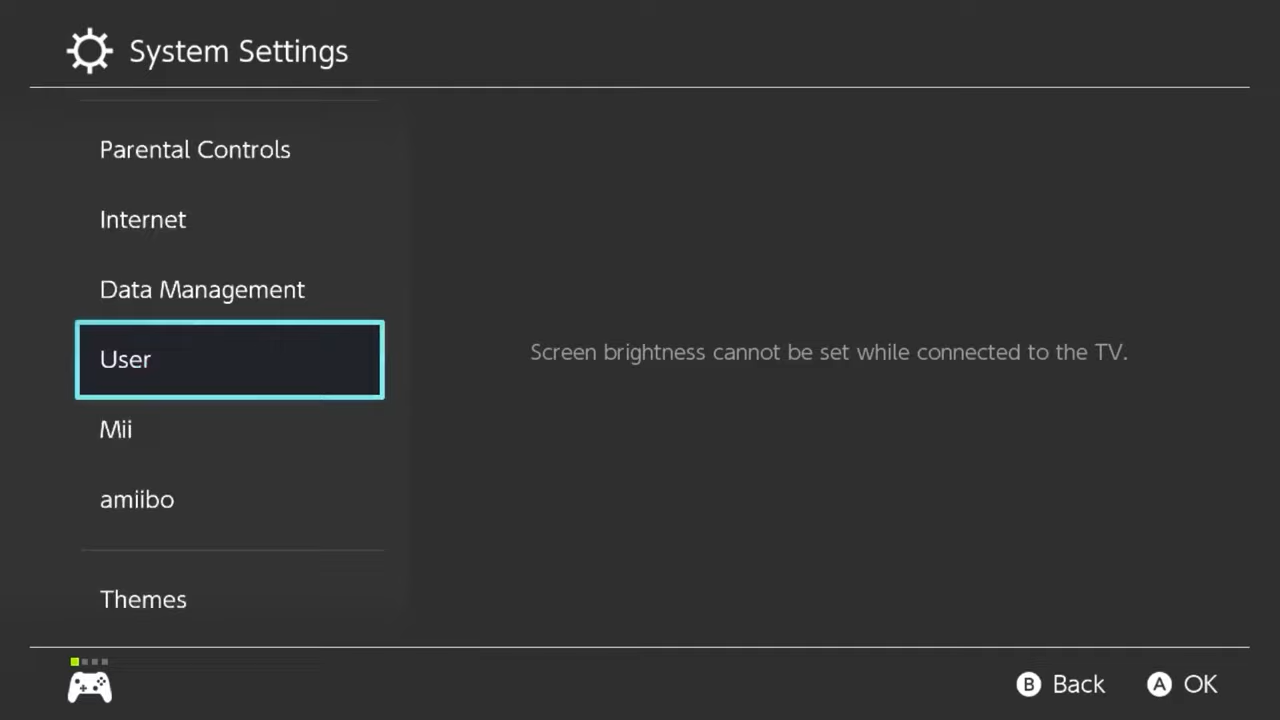 System Settings
Parental Controls
Internet
Data Management
User
Mii
amiibo
Themes
Screen brightness cannot be set while connected to the TV.
B Back A OK